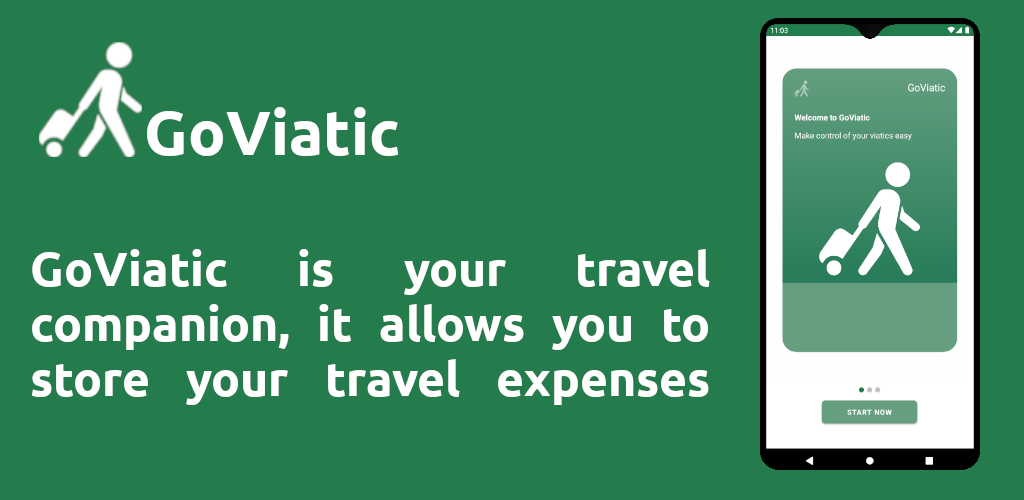 GoViatic
GoViatic is your travel
companion, it allows you to
store your travel expenses
11:03
GoViatic
Welcome to GoViatic
Make control of your viatics easy
START NOW